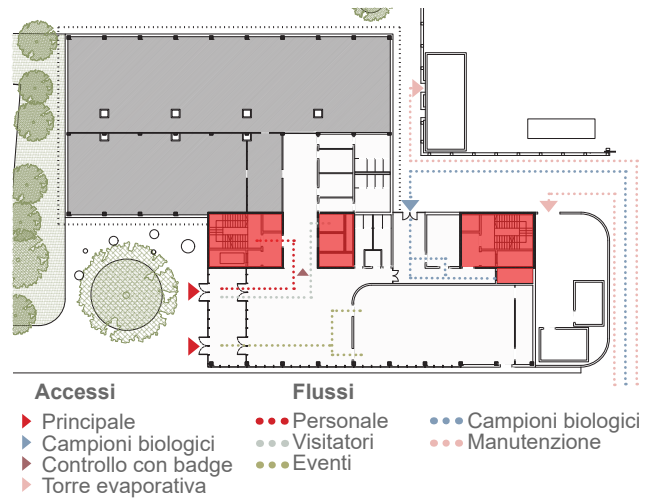 Accessi
Principale
Campioni biologici
Controllo con badge
Torre evaporativa
Flussi
Personale
Visitatori
Eventi
Campioni biologici
Manutenzione